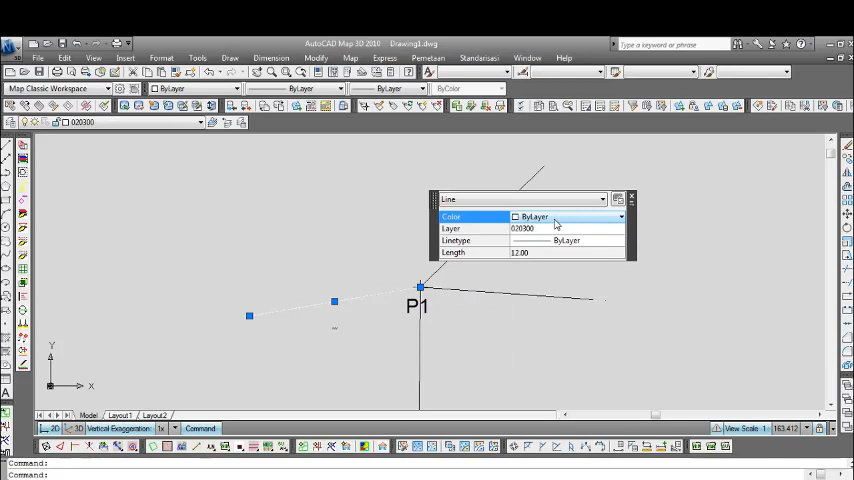 AutoCAD Map 3D 2010 Drawing1.dwg
Type a keyword or phrase
File Edit View Insert Format Tools Draw Dimension Modify Map Express Pemetaan Standarisasi Window Help
Map Classic Workspace ByLayer ByLayer ByLayer ByColor
020300
Line
Color ByLayer
Layer 020300
Linetype ByLayer
Length 12.00
P1
Y
X
Model Layout1 Layout2
2D 3D Vertical Exaggeration: 1x Command View Scale 1: 163.412
Command:
Command: